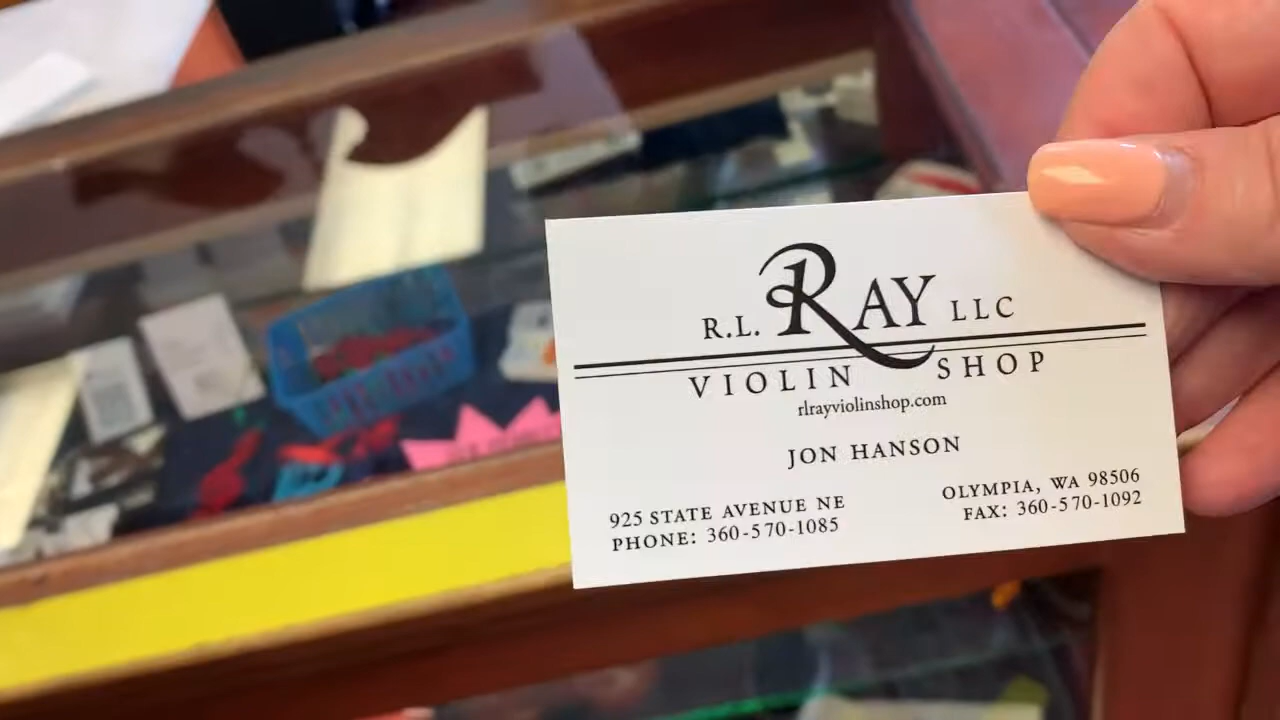 R.L. RAY LLC
VIOLIN SHOP
rlrayviolinshop.com
JON HANSON
925 STATE AVENUE NE
PHONE: 360-570-1085
OLYMPIA, WA 98506
FAX: 360-570-1092